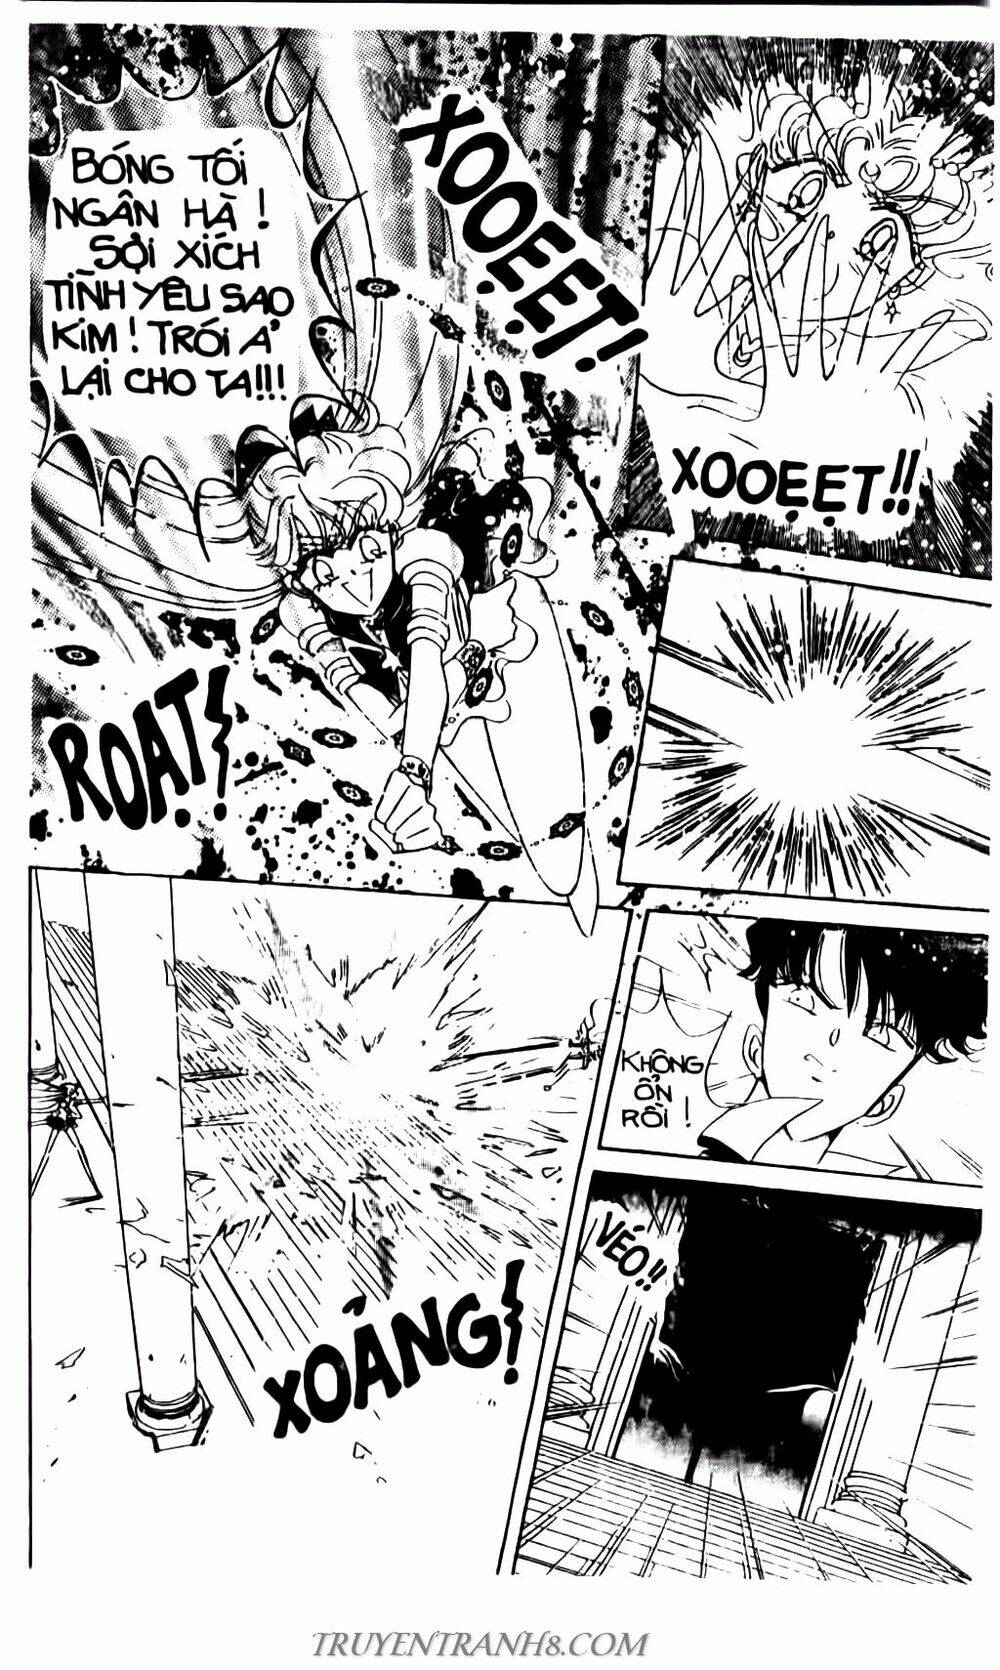 BÓNG TỐI
NGÂN HÀ!
SỢI XÍCH
TÌNH YÊU SAO
KIM! TRÓI Ả
LẠI CHO TA!!!
XOOẸẸT!
XOOẸẸT!!
ROẠT!
KHÔNG
ỔN
RỒI!
VÉO!!
XOẢNG!
TRUYENTRANH8.COM